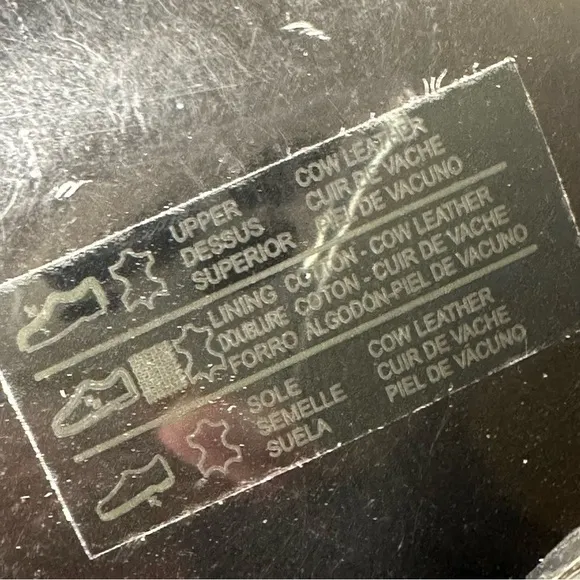 UPPER COW LEATHER
DESSUS CUIR DE VACHE
SUPERIOR PIEL DE VACUNO
LINING COTTON - COW LEATHER
DOUBLURE COTON - CUIR DE VACHE
FORRO ALGODÓN-PIEL DE VACUNO
SOLE COW LEATHER
SEMELLE CUIR DE VACHE
SUELA PIEL DE VACUNO